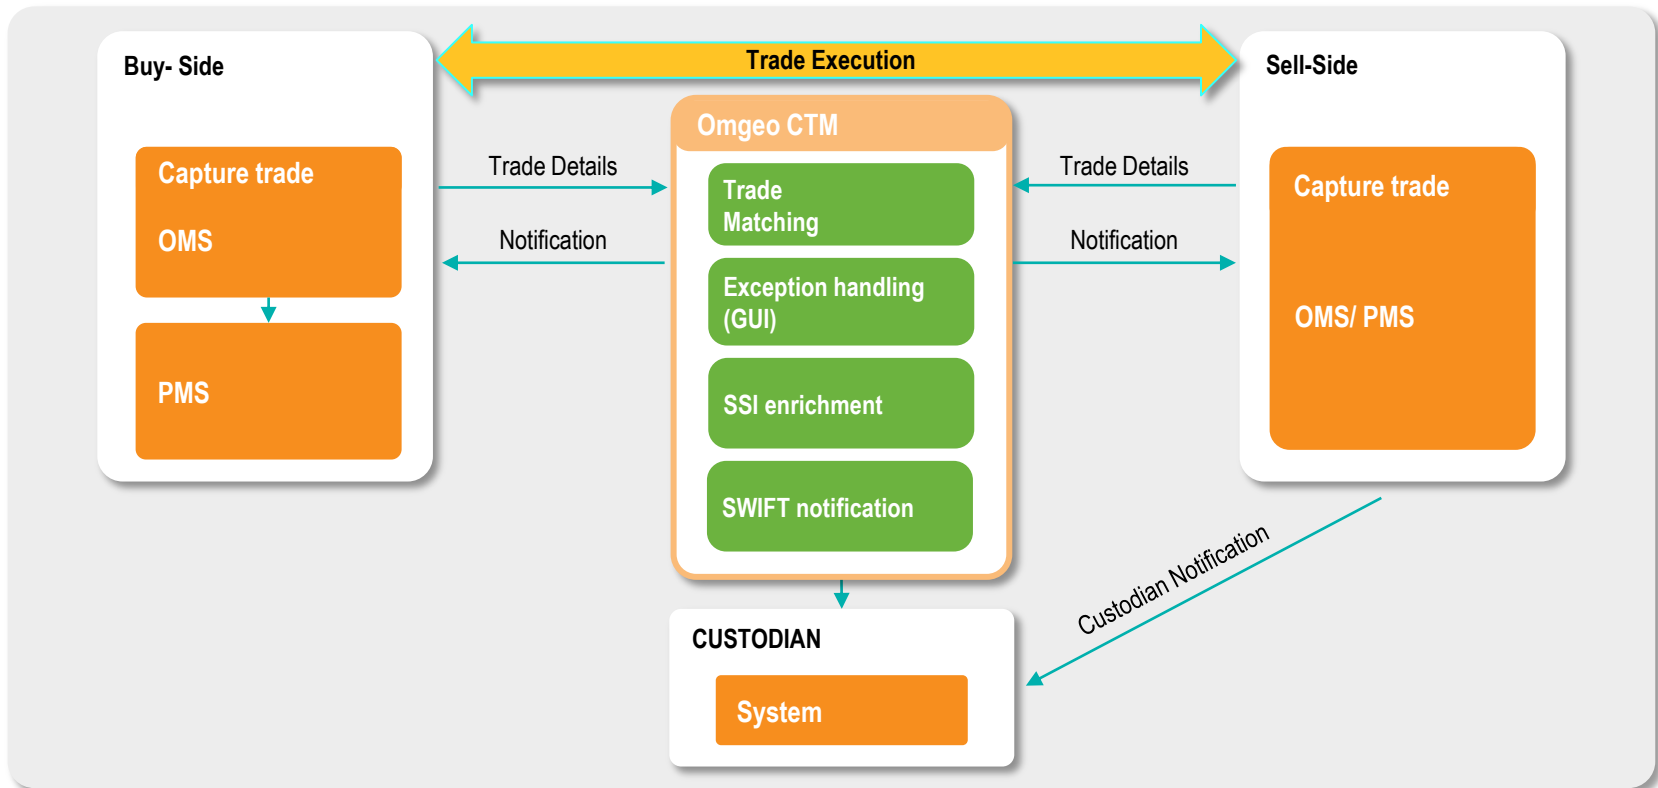 Trade Execution
Buy- Side
Sell-Side
Omgeo CTM
Capture trade
OMS
PMS
Trade Details
Notification
Trade
Matching
Exception handling
(GUI)
SSI enrichment
SWIFT notification
Trade Details
Notification
Capture trade
OMS/ PMS
Custodian Notification
CUSTODIAN
System